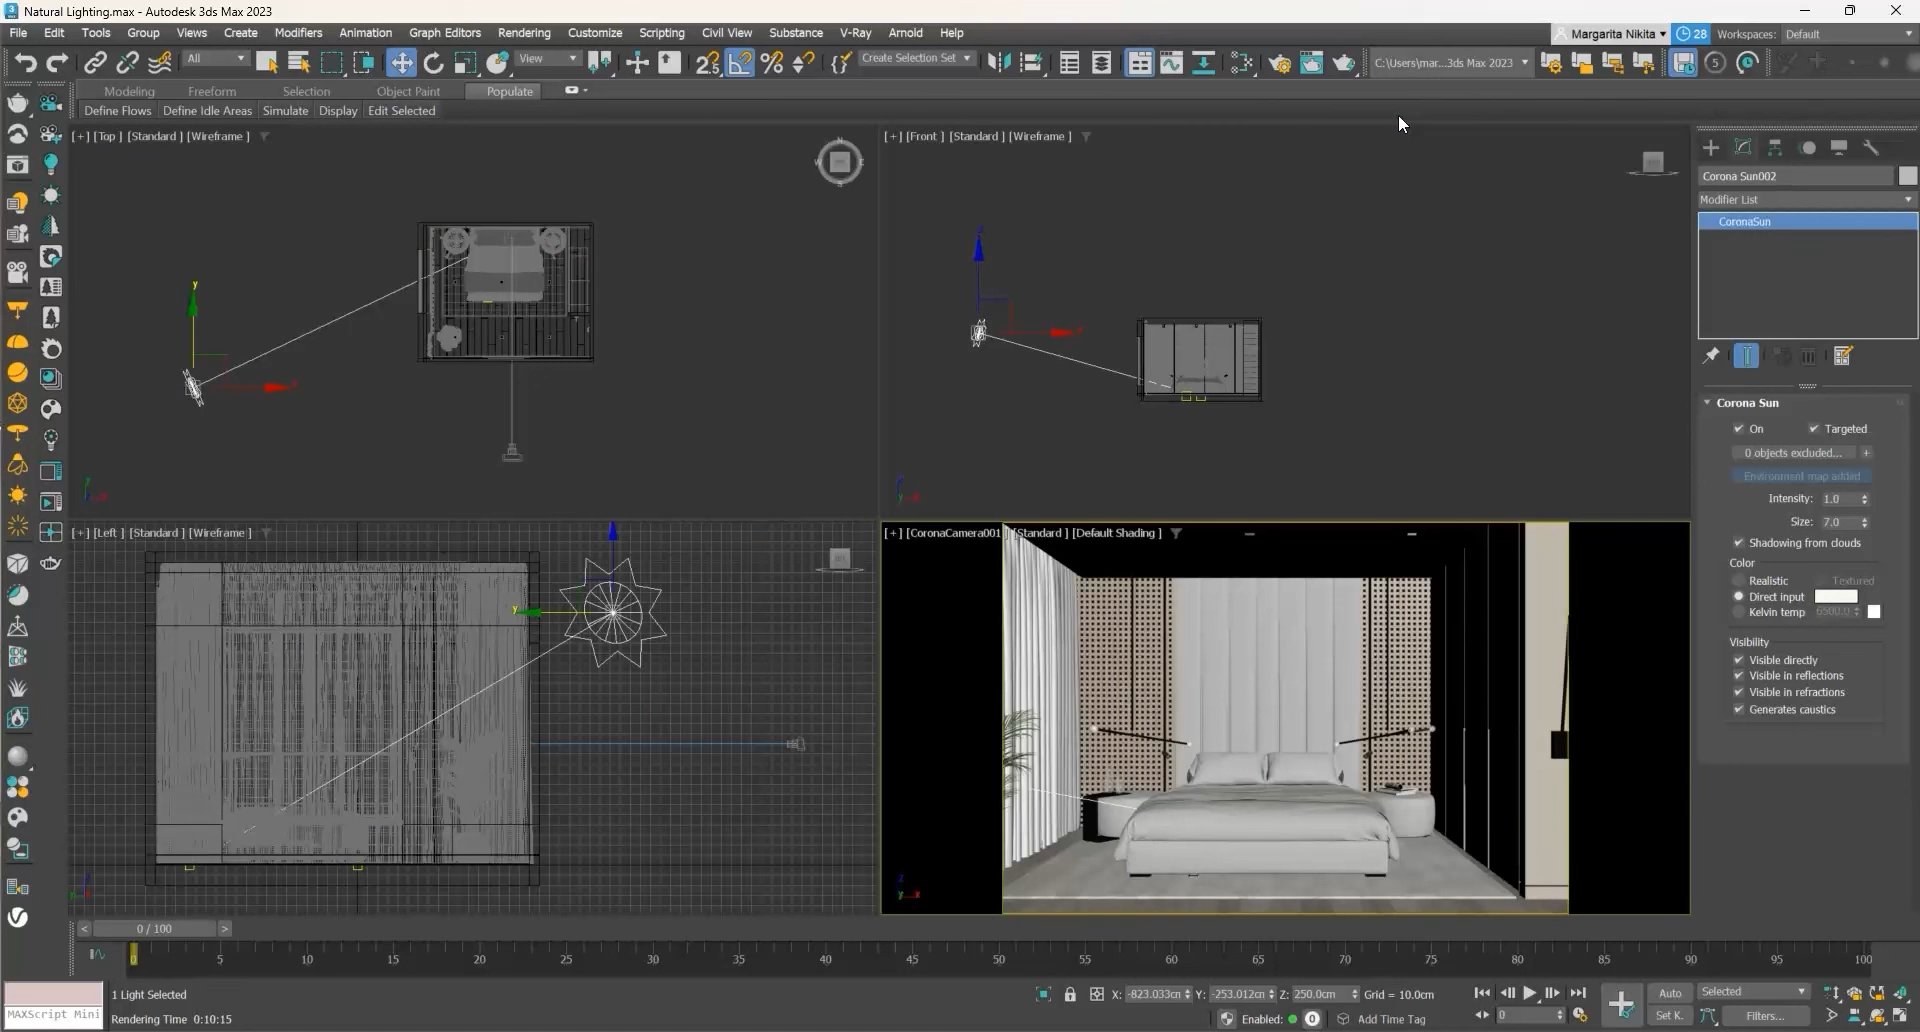 Natural Lighting.max - Autodesk 3ds Max 2023
File Edit Tools Group Views Create Modifiers Animation Graph Editors Rendering Customize Scripting Civil View Substance V-Ray Arnold Help
Margarita Nikita 28 Workspaces: Default
All View Create Selection Set C:\Users\mar...3ds Max 2023
Modeling Freeform Selection Object Paint Populate
Define Flows Define Idle Areas Simulate Display Edit Selected
[+] [Top ] [Standard ] [Wireframe ]
[+] [Front ] [Standard ] [Wireframe ]
Corona Sun002
Modifier List
CoronaSun
Corona Sun
On Targeted
0 objects excluded... +
Environment map added
Intensity: 1.0
Size: 7.0
Shadowing from clouds
Color
Realistic Textured
Direct input
Kelvin temp 6500.0
Visibility
Visible directly
Visible in reflections
Visible in refractions
Generates caustics
[+] [Left ] [Standard ] [Wireframe ]
[+] [CoronaCamera001 ] [Standard ] [Default Shading ]
< 0 / 100 >
0 5 10 15 20 25 30 35 40 45 50 55 60 65 70 75 80 85 90 95 100
1 Light Selected
X: -823.033cm Y: -253.012cm Z: 250.0cm Grid = 10.0cm
Auto Selected
MAXScript Mini
Rendering Time 0:10:15
Enabled: 0 Add Time Tag
0 Set K. Filters...